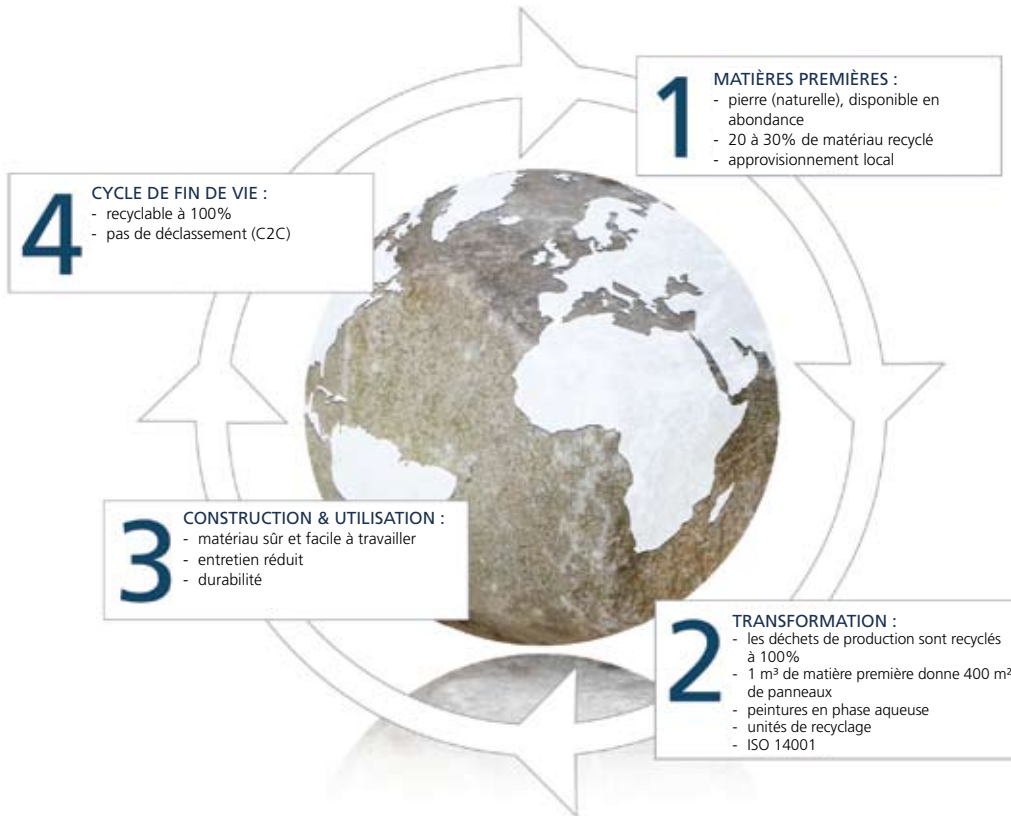 1
MATIÈRES PREMIÈRES :
- pierre (naturelle), disponible en
abondance
- 20 à 30% de matériau recyclé
- approvisionnement local
2
TRANSFORMATION :
- les déchets de production sont recyclés
à 100%
- 1 m³ de matière première donne 400 m²
de panneaux
- peintures en phase aqueuse
- unités de recyclage
- ISO 14001
3
CONSTRUCTION & UTILISATION :
- matériau sûr et facile à travailler
- entretien réduit
- durabilité
4
CYCLE DE FIN DE VIE :
- recyclable à 100%
- pas de déclassement (C2C)